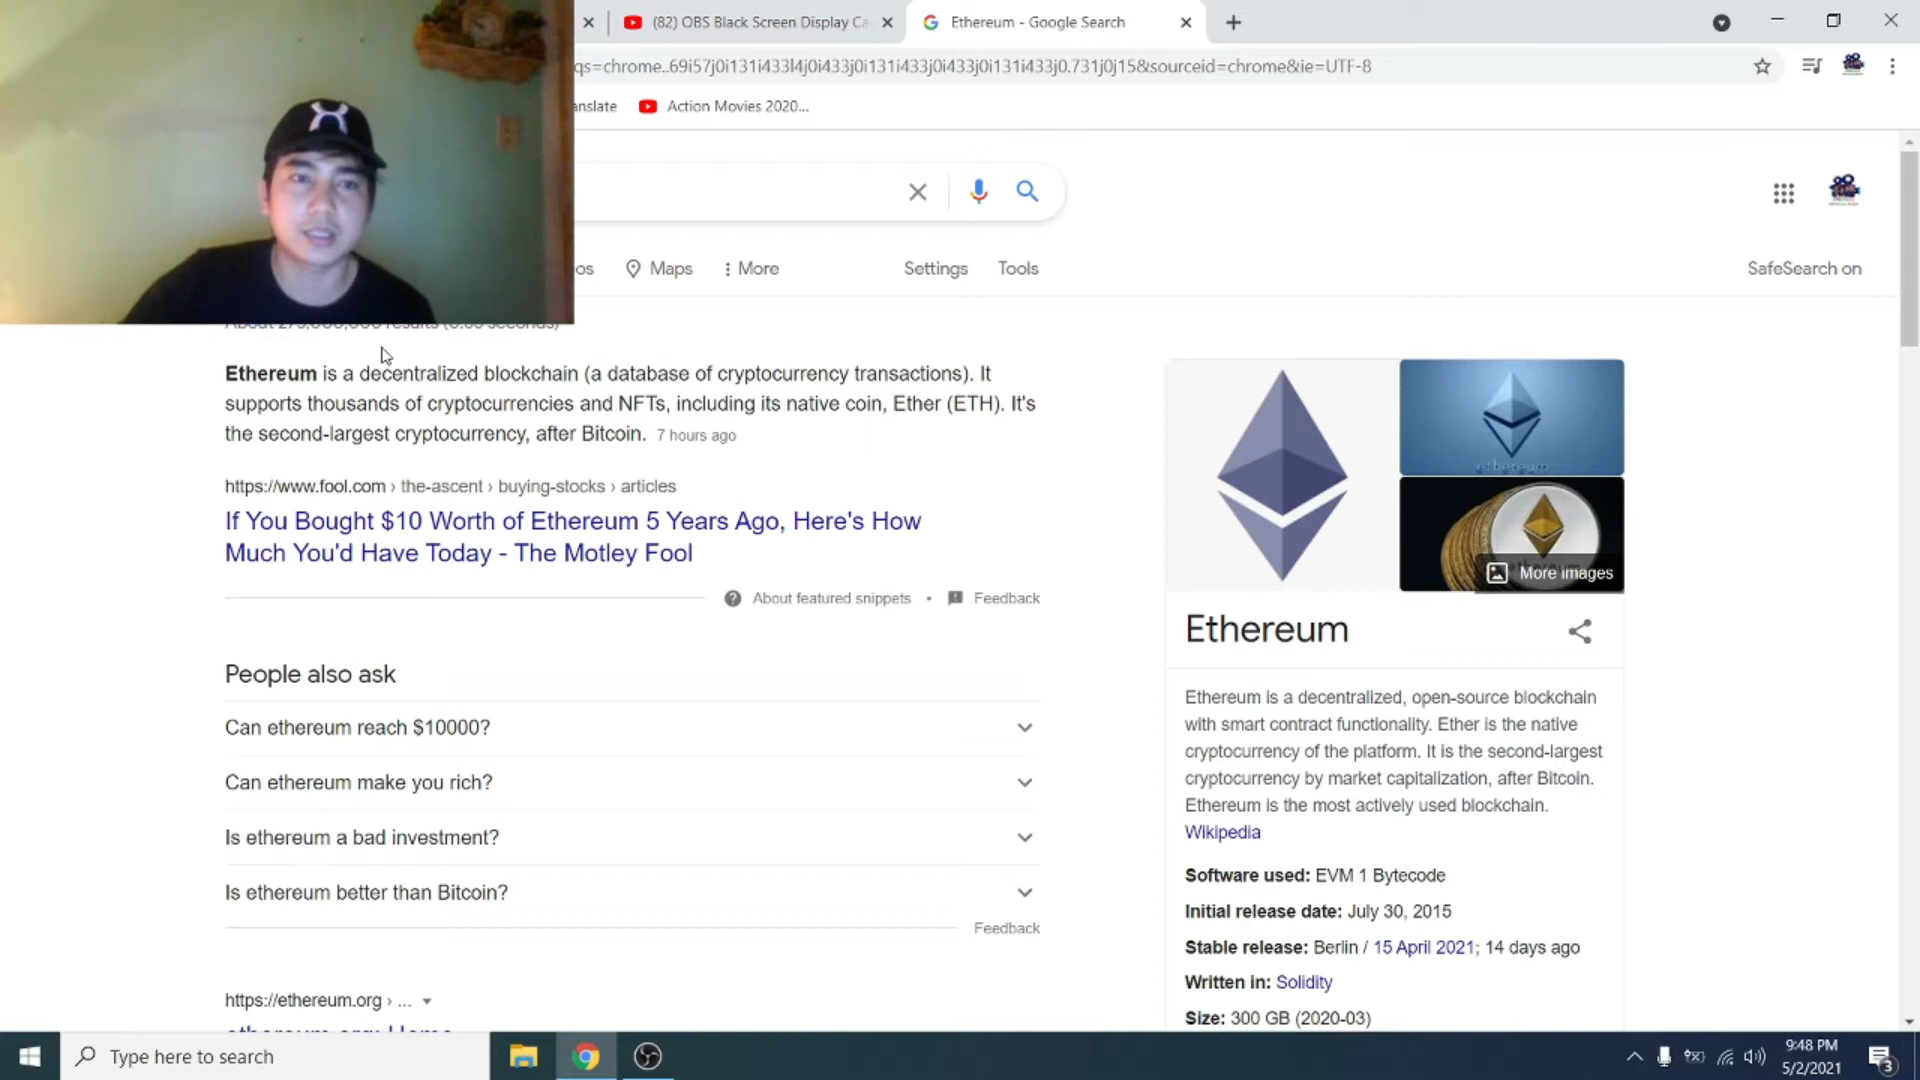 (82) OBS Black Screen Display Ca
Ethereum - Google Search
qs=chrome..69i57j0i131i433l4j0i433j0i131i433j0i433j0i131i433j0.731j0j15&sourceid=chrome&ie=UTF-8
anslate
Action Movies 2020...
os
Maps
More
Settings
Tools
SafeSearch on
Ethereum is a decentralized blockchain (a database of cryptocurrency transactions). It
supports thousands of cryptocurrencies and NFTs, including its native coin, Ether (ETH). It's
the second-largest cryptocurrency, after Bitcoin. 7 hours ago
https://www.fool.com › the-ascent › buying-stocks › articles
If You Bought $10 Worth of Ethereum 5 Years Ago, Here's How
Much You'd Have Today - The Motley Fool
About featured snippets • Feedback
People also ask
Can ethereum reach $10000?
Can ethereum make you rich?
Is ethereum a bad investment?
Is ethereum better than Bitcoin?
Feedback
https://ethereum.org › ...
ethereum.org: Home
ethereum
More images
Ethereum
Ethereum is a decentralized, open-source blockchain
with smart contract functionality. Ether is the native
cryptocurrency of the platform. It is the second-largest
cryptocurrency by market capitalization, after Bitcoin.
Ethereum is the most actively used blockchain.
Wikipedia
Software used: EVM 1 Bytecode
Initial release date: July 30, 2015
Stable release: Berlin / 15 April 2021; 14 days ago
Written in: Solidity
Size: 300 GB (2020-03)
Type here to search
9:48 PM
5/2/2021
3